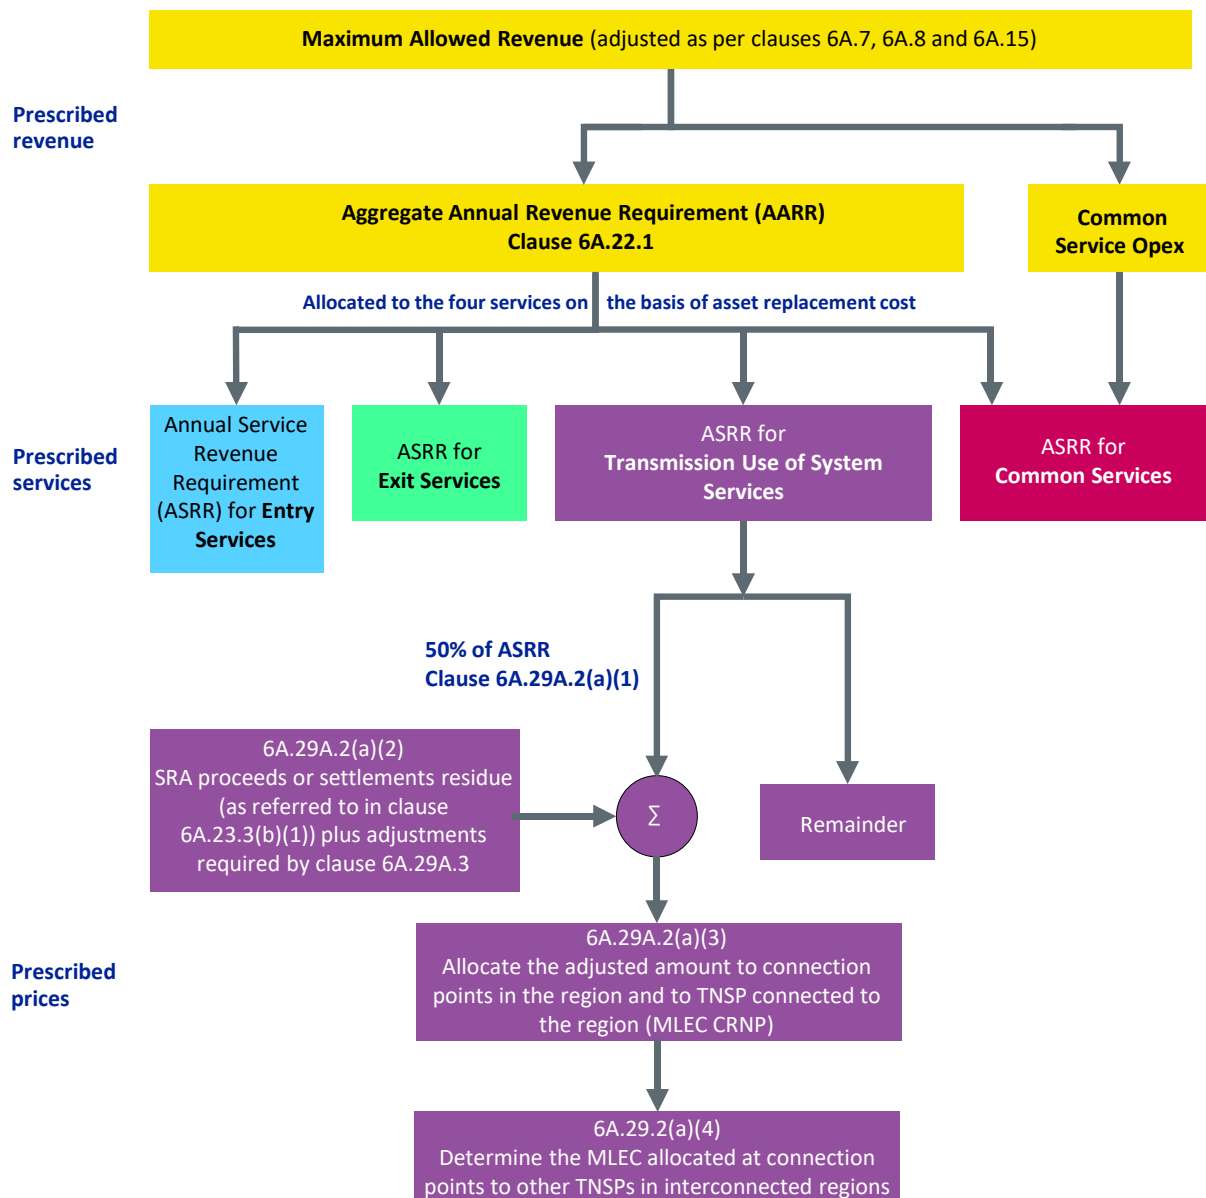 Maximum Allowed Revenue (adjusted as per clauses 6A.7, 6A.8 and 6A.15)
Prescribed
revenue
Aggregate Annual Revenue Requirement (AARR)
Clause 6A.22.1
Common
Service Opex
Allocated to the four services on the basis of asset replacement cost
Prescribed
services
Annual Service
Revenue
Requirement
(ASRR) for Entry
Services
ASRR for
Exit Services
ASRR for
Transmission Use of System
Services
ASRR for
Common Services
50% of ASRR
Clause 6A.29A.2(a)(1)
6A.29A.2(a)(2)
SRA proceeds or settlements residue
(as referred to in clause
6A.23.3(b)(1)) plus adjustments
required by clause 6A.29A.3
Σ
Remainder
Prescribed
prices
6A.29A.2(a)(3)
Allocate the adjusted amount to connection
points in the region and to TNSP connected to
the region (MLEC CRNP)
6A.29.2(a)(4)
Determine the MLEC allocated at connection
points to other TNSPs in interconnected regions